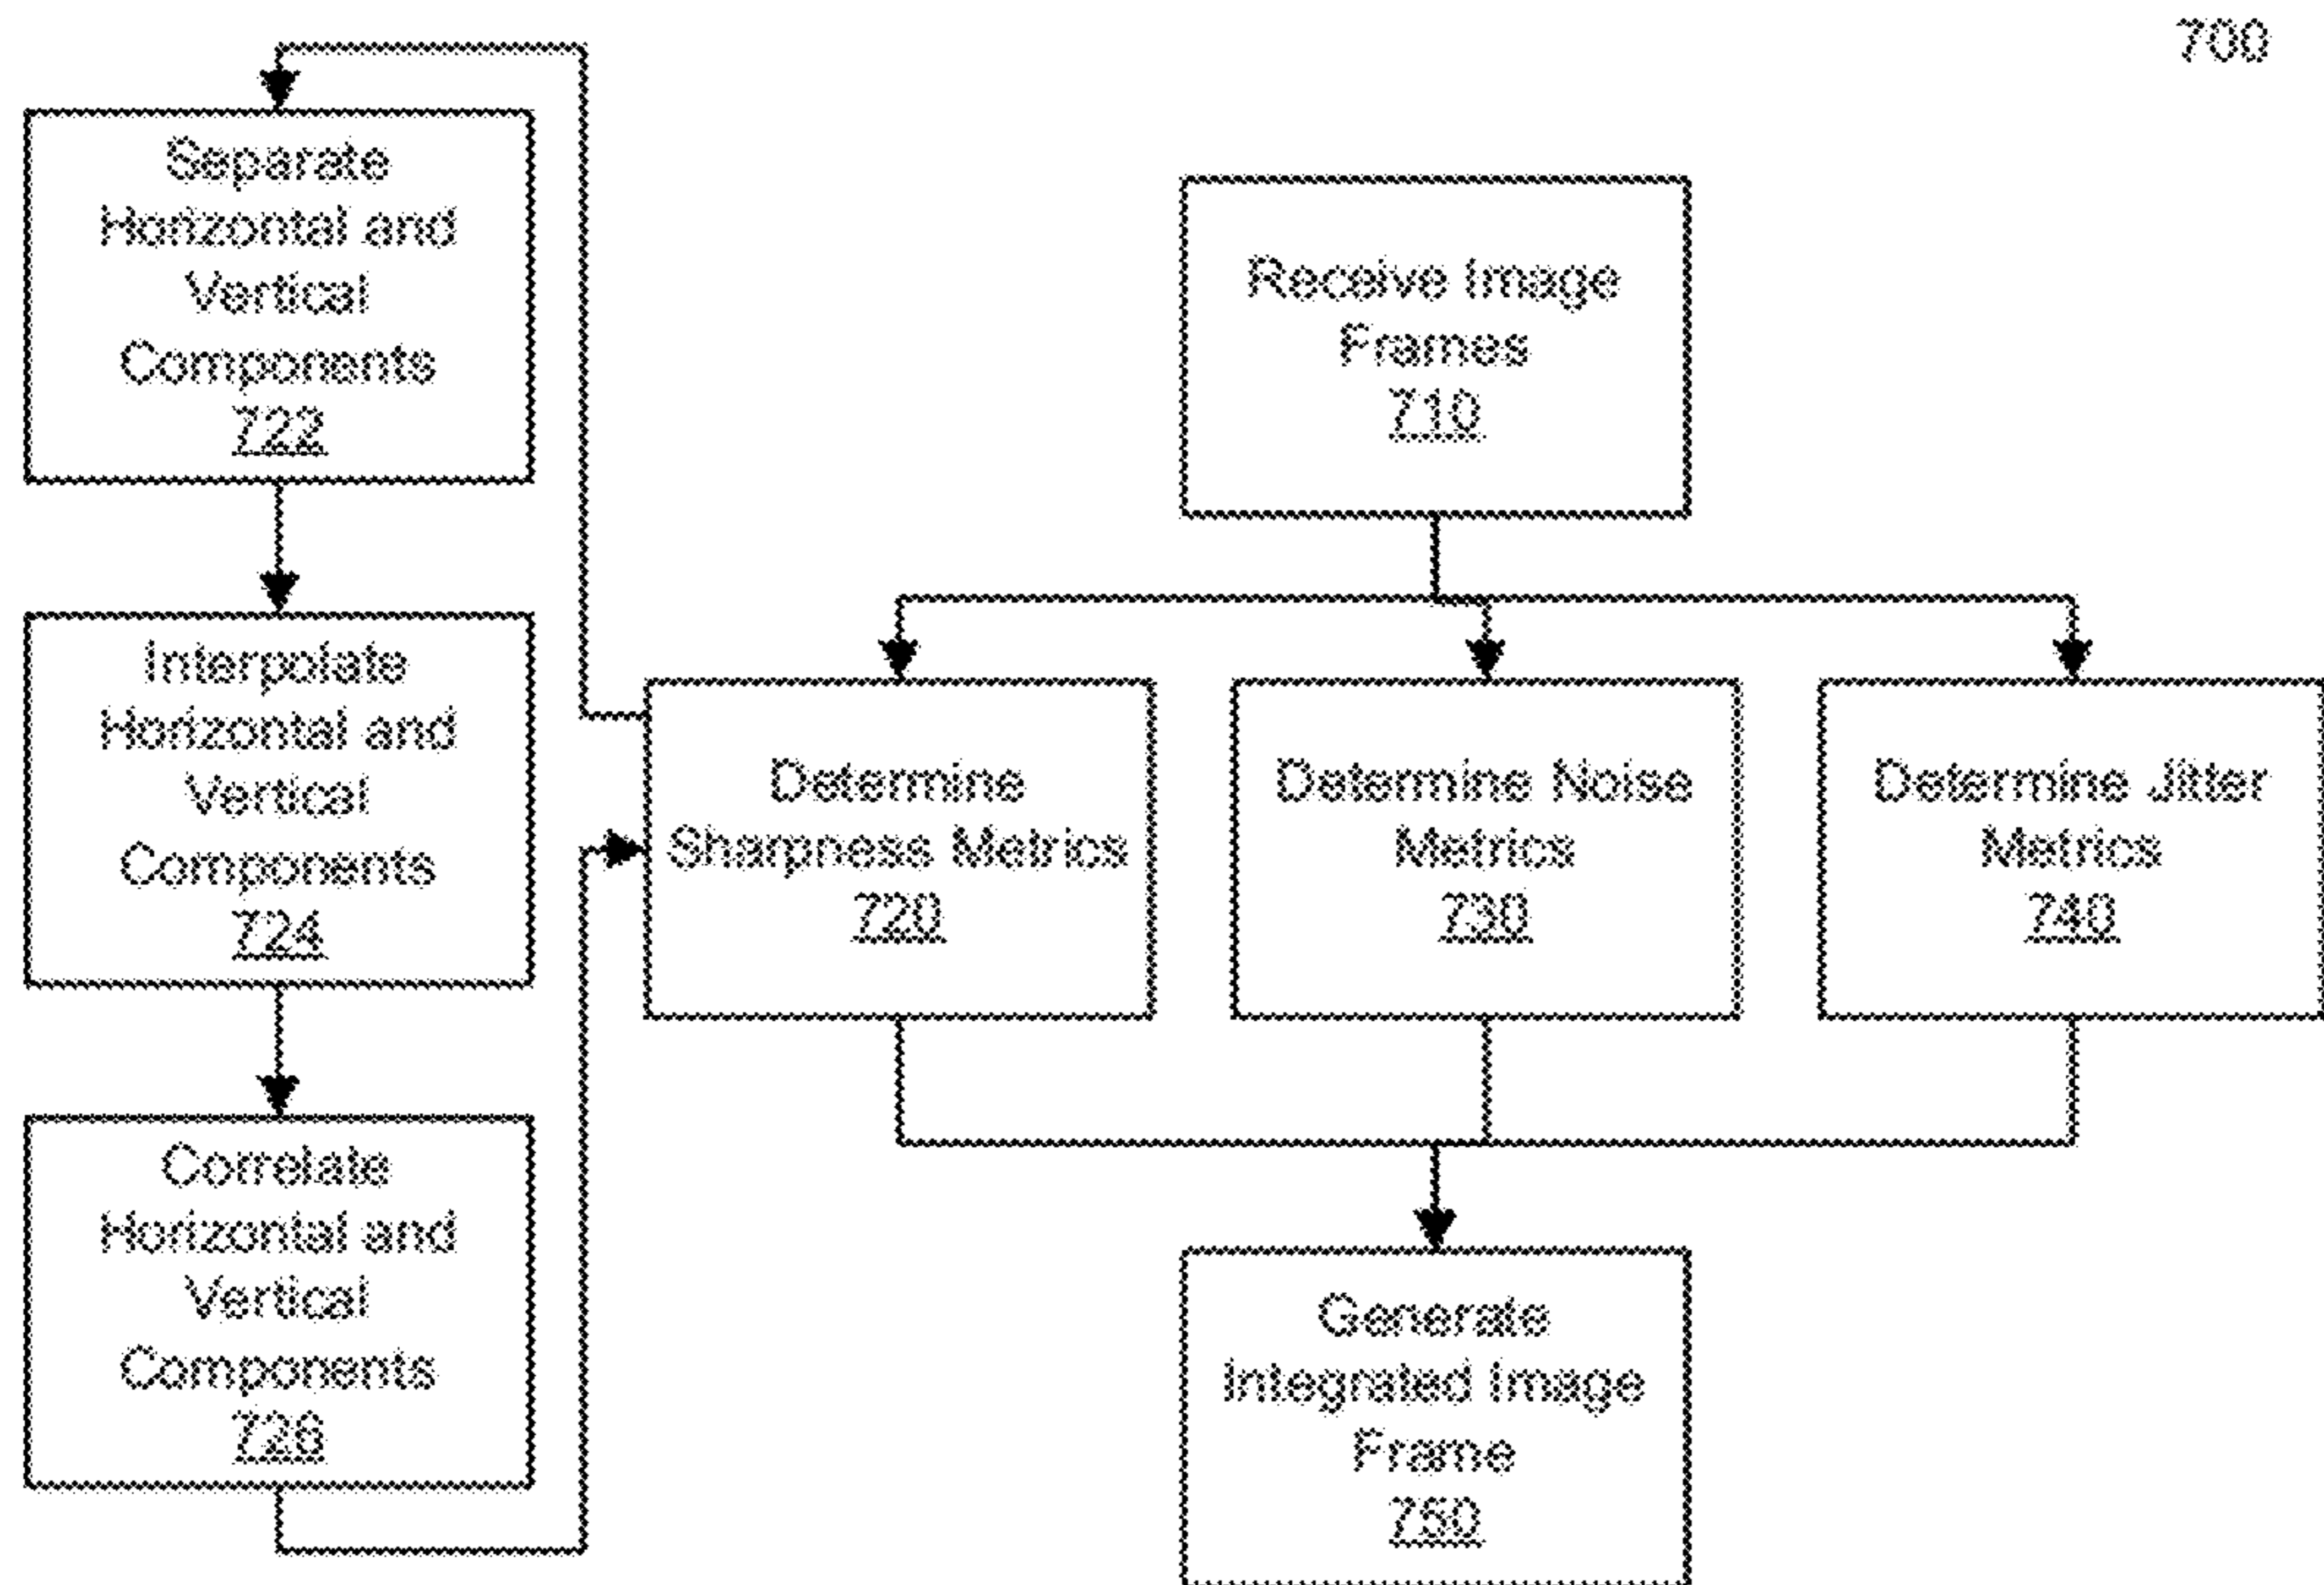 700
Separate
Horizontal and
Vertical
Components
722
Interpolate
Horizontal and
Vertical
Components
724
Correlate
Horizontal and
Vertical
Components
726
Receive Image
Frames
710
Determine
Sharpness Metrics
720
Determine Noise
Metrics
730
Determine Jitter
Metrics
740
Generate
Integrated Image
Frame
750